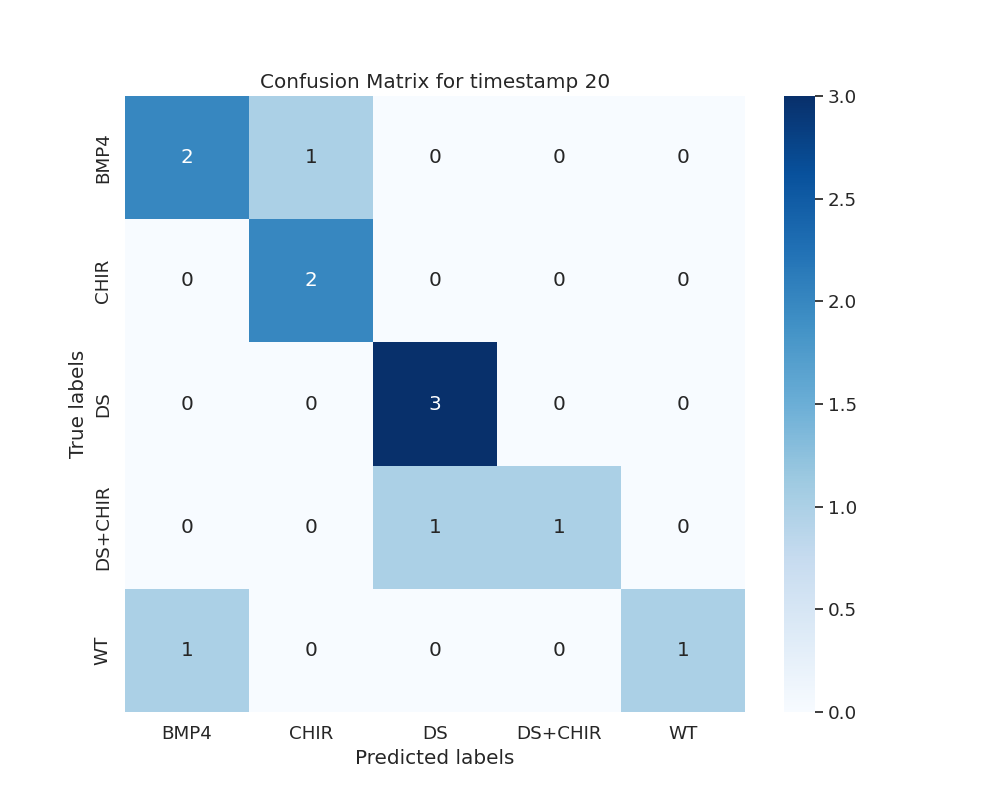 Confusion Matrix for timestamp 20
True labels
BMP4 2 1 0 0 0
CHIR 0 2 0 0 0
DS 0 0 3 0 0
DS+CHIR 0 0 1 1 0
WT 1 0 0 0 1
BMP4 CHIR DS DS+CHIR WT
Predicted labels
3.0
2.5
2.0
1.5
1.0
0.5
0.0